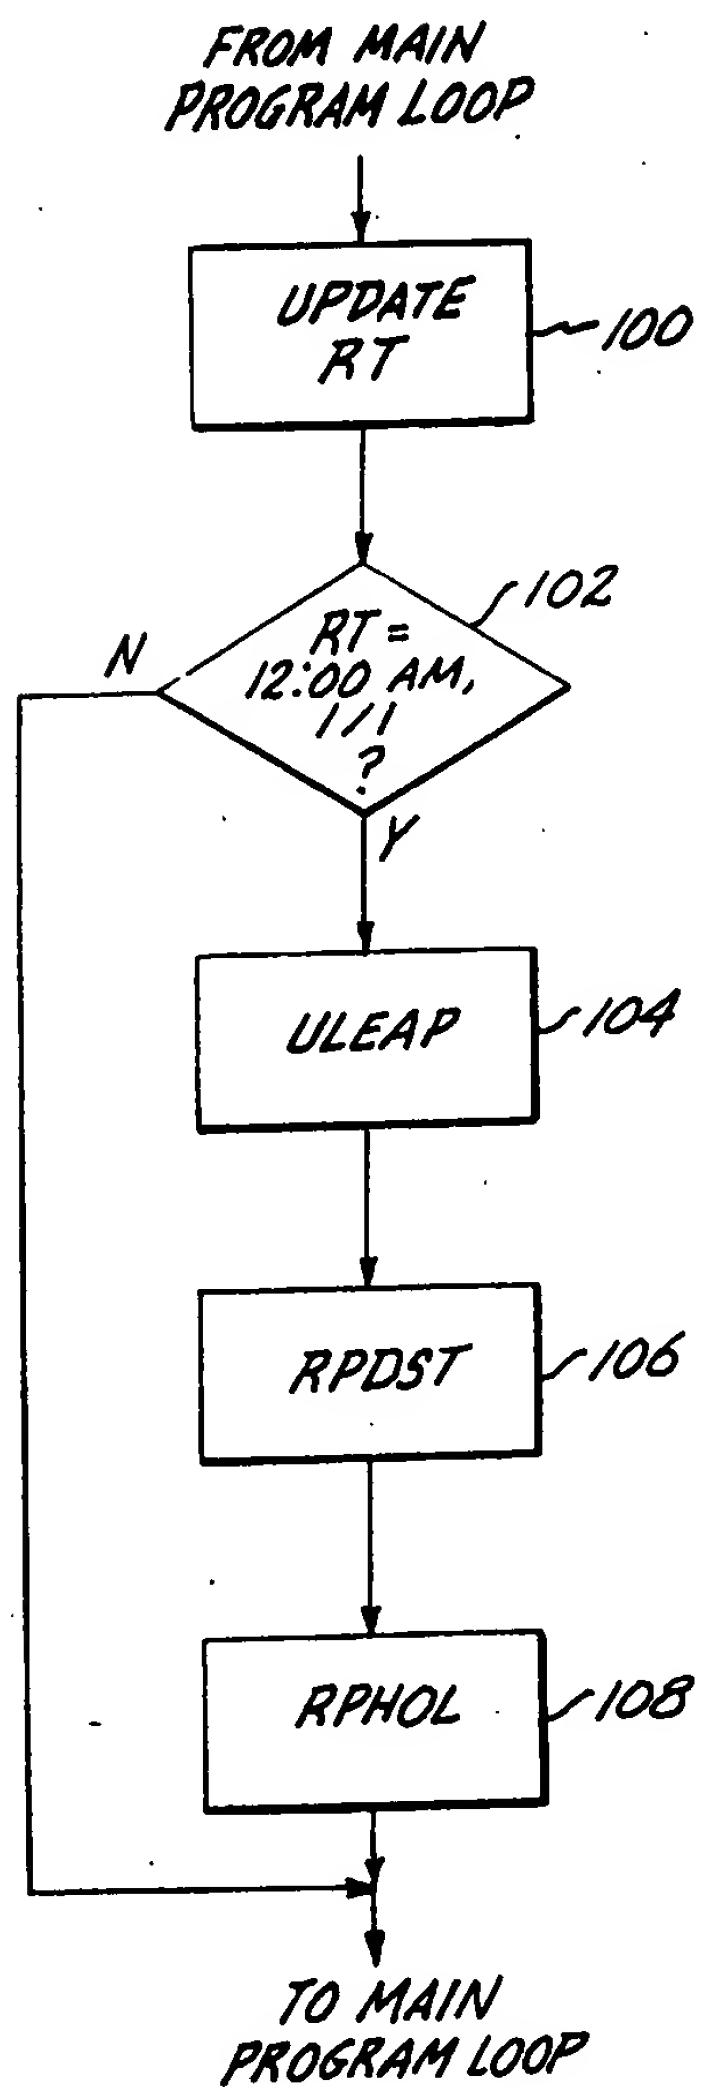 FROM MAIN
PROGRAM LOOP
UPDATE
RT
100
102
N
RT =
12:00 AM,
1/1
?
Y
ULEAP
104
RPDST
106
RPHOL
108
TO MAIN
PROGRAM LOOP